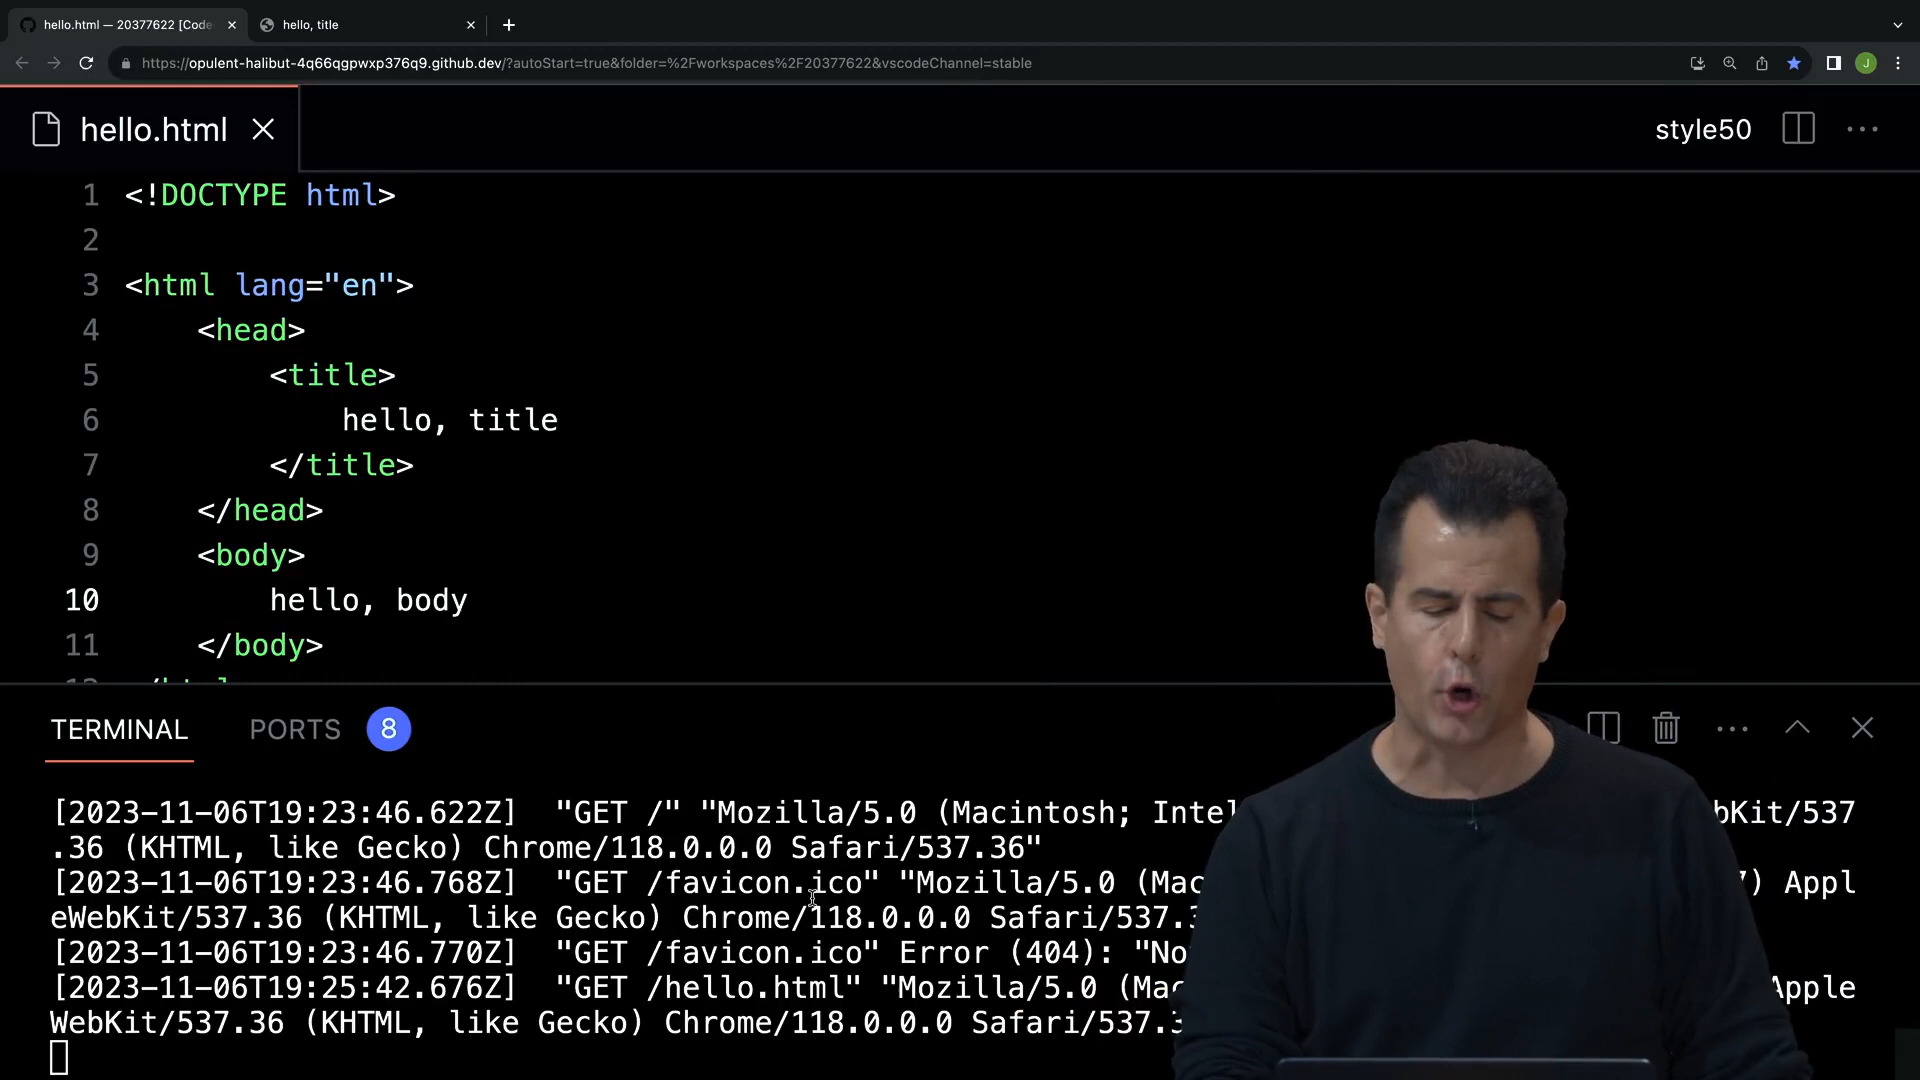 hello.html — 20377622 [Code
hello, title
https://opulent-halibut-4q66qgpwxp376q9.github.dev/?autoStart=true&folder=%2Fworkspaces%2F20377622&vscodeChannel=stable
J
hello.html
style50
1 <!DOCTYPE html>
2
3 <html lang="en">
4 <head>
5 <title>
6 hello, title
7 </title>
8 </head>
9 <body>
10 hello, body
11 </body>
TERMINAL PORTS 8
[2023-11-06T19:23:46.622Z] "GET /" "Mozilla/5.0 (Macintosh; Intel bKit/537
.36 (KHTML, like Gecko) Chrome/118.0.0.0 Safari/537.36"
[2023-11-06T19:23:46.768Z] "GET /favicon.ico" "Mozilla/5.0 (Mac ) Appl
eWebKit/537.36 (KHTML, like Gecko) Chrome/118.0.0.0 Safari/537.3
[2023-11-06T19:23:46.770Z] "GET /favicon.ico" Error (404): "No
[2023-11-06T19:25:42.676Z] "GET /hello.html" "Mozilla/5.0 (Mac Apple
WebKit/537.36 (KHTML, like Gecko) Chrome/118.0.0.0 Safari/537.3